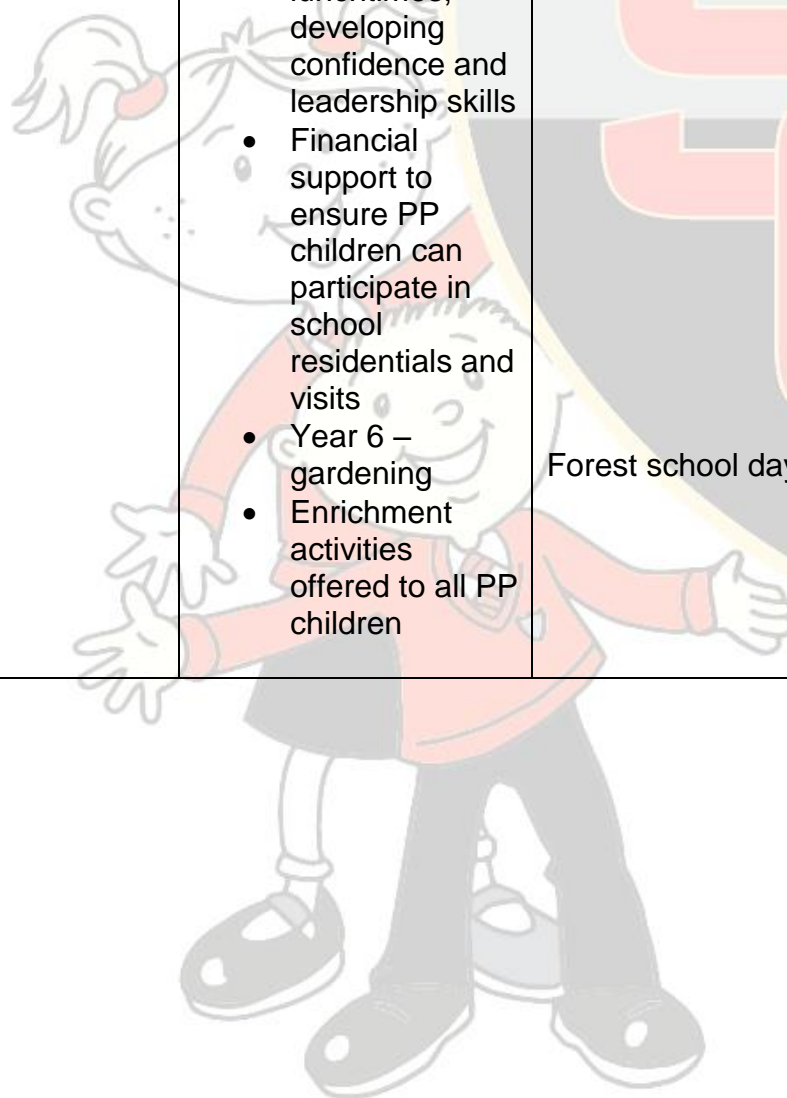 developing
confidence and
leadership skills
• Financial
support to
ensure PP
children can
participate in
school
residentials and
visits
• Year 6 –
gardening
• Enrichment
activities
offered to all PP
children
Forest school day